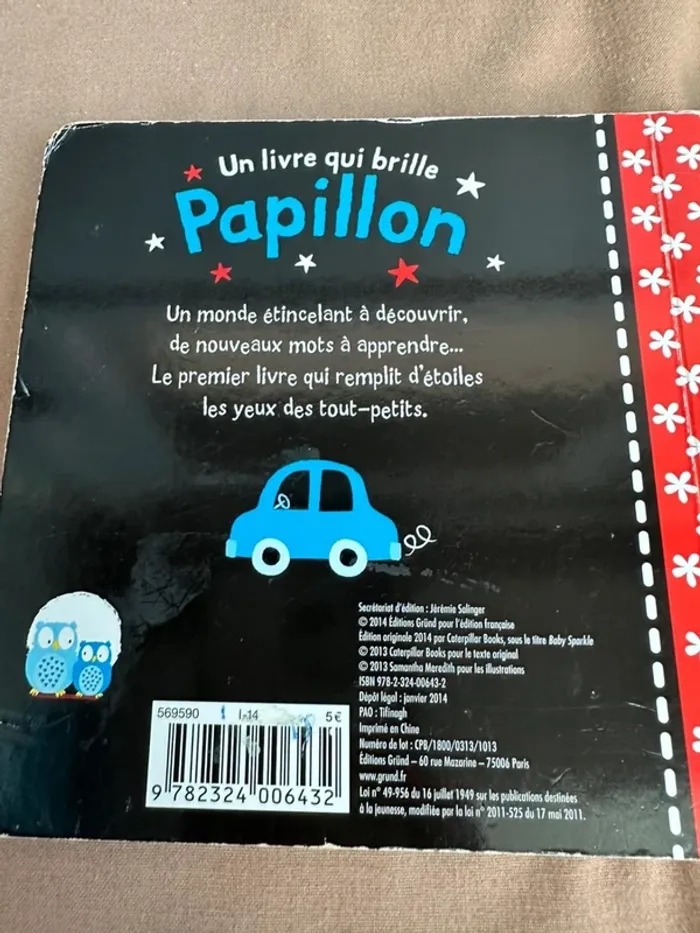 Un livre qui brille
Papillon
Un monde étincelant à découvrir,
de nouveaux mots à apprendre...
Le premier livre qui remplit d'étoiles
les yeux des tout-petits.
Secrétariat d'édition : Jérémie Salinger
© 2014 Éditions Gründ pour l'édition française
Édition originale 2014 par Caterpillar Books, sous le titre Baby Sparkle
© 2013 Caterpillar Books pour le texte original
© 2013 Samantha Meredith pour les illustrations
ISBN 978-2-324-00643-2
Dépôt légal : janvier 2014
PAO : Tifinagh
Imprimé en Chine
Numéro de lot : CPB/1800/0313/1013
Éditions Gründ – 60 rue Mazarine – 75006 Paris
www.grund.fr
Loi n° 49-956 du 16 juillet 1949 sur les publications destinées
à la jeunesse, modifiée par la loi n° 2011-525 du 17 mai 2011.
569590 I-14 5€
9 782324 006432